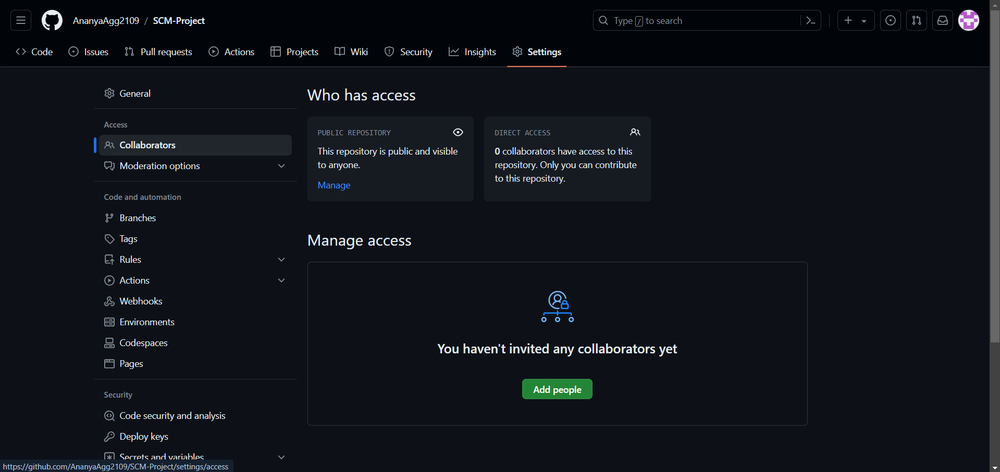 AnanyaAgg2109 / SCM-Project
Type / to search
Code
Issues
Pull requests
Actions
Projects
Wiki
Security
Insights
Settings
General
Access
Collaborators
Moderation options
Code and automation
Branches
Tags
Rules
Actions
Webhooks
Environments
Codespaces
Pages
Security
Code security and analysis
Deploy keys
Secrets and variables
Who has access
PUBLIC REPOSITORY
This repository is public and visible
to anyone.
Manage
DIRECT ACCESS
0 collaborators have access to this
repository. Only you can contribute
to this repository.
Manage access
You haven't invited any collaborators yet
Add people
https://github.com/AnanyaAgg2109/SCM-Project/settings/access